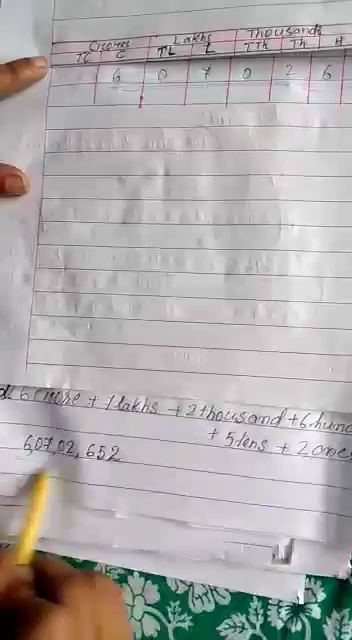 Crores Lakhs Thousands
TC C TL L TTh Th H
6 0 7 0 2 6
6 crore + 7 lakhs + 2 thousand + 6 hund
+ 5 tens + 2 ones
6,07,02,652